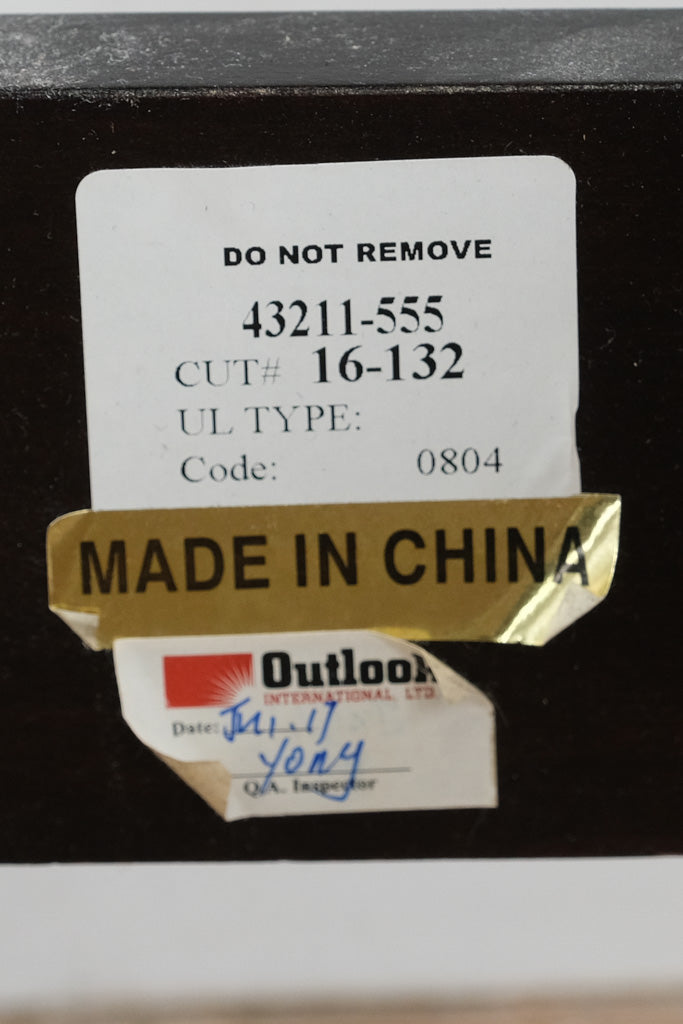 DO NOT REMOVE
43211-555
CUT# 16-132
UL TYPE:
Code: 0804
MADE IN CHINA
Outlook
INTERNATIONAL LTD
Date:
Q.A. Inspector